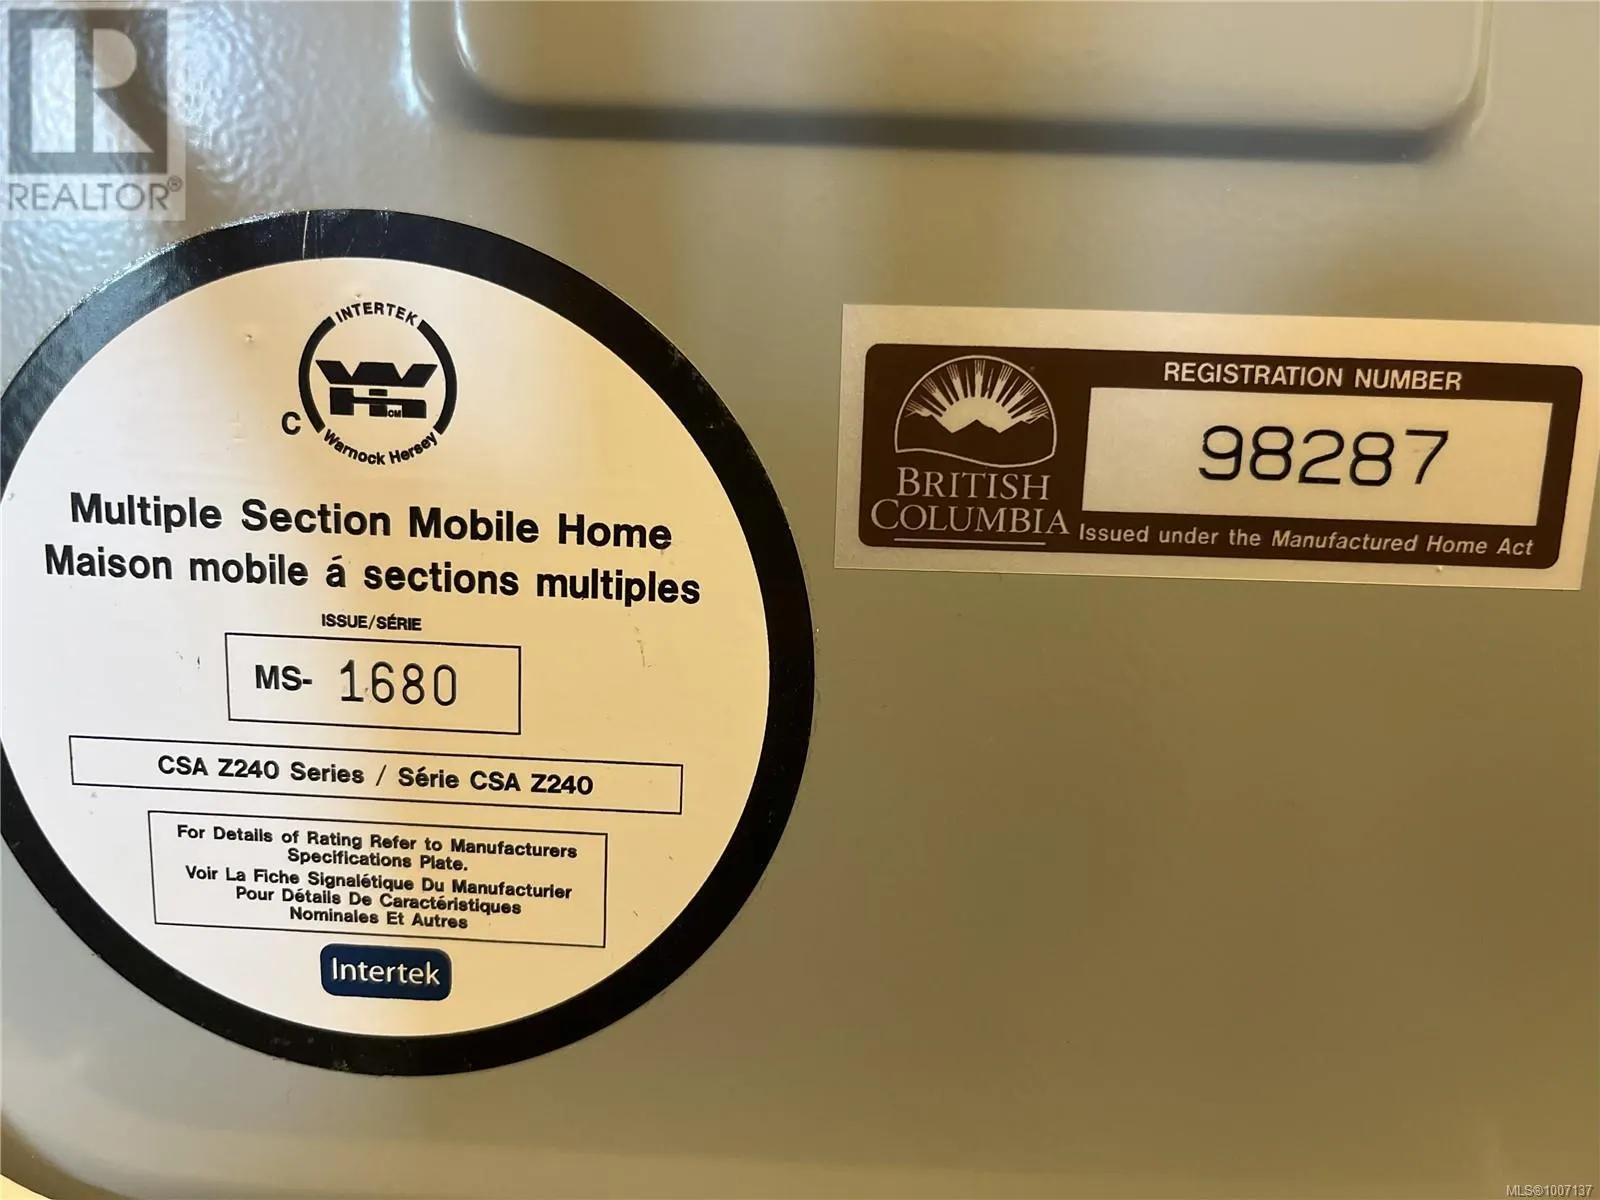 REALTOR®
INTERTEK
WH
CM
C
Warnock Hersey
Multiple Section Mobile Home
Maison mobile á sections multiples
ISSUE/SÉRIE
MS- 1680
CSA Z240 Series / Série CSA Z240
For Details of Rating Refer to Manufacturers
Specifications Plate.
Voir La Fiche Signalétique Du Manufacturier
Pour Détails De Caractéristiques
Nominales Et Autres
Intertek
REGISTRATION NUMBER
98287
BRITISH
COLUMBIA
Issued under the Manufactured Home Act
MLS®1007137